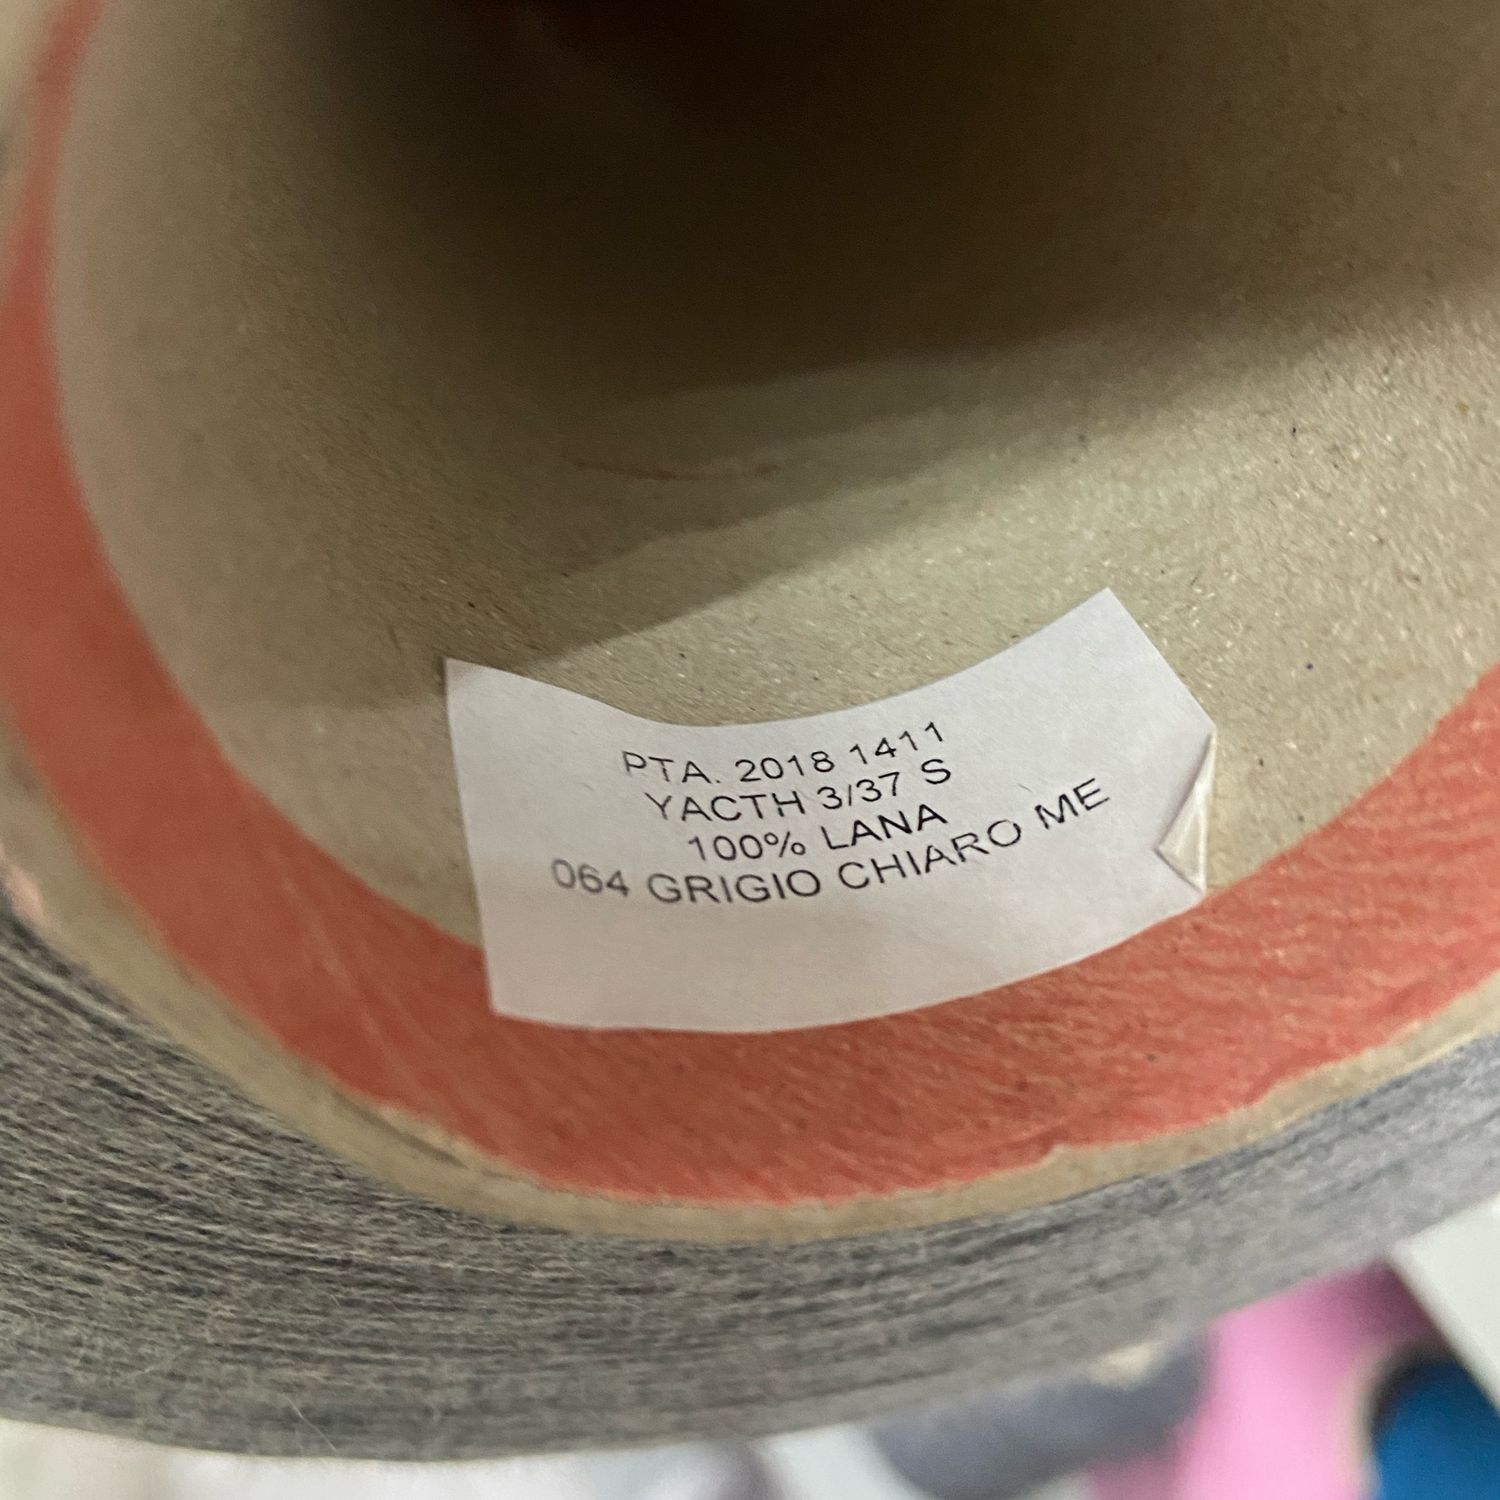 PTA. 2018 1411
YACTH 3/37 S
100% LANA
064 GRIGIO CHIARO ME